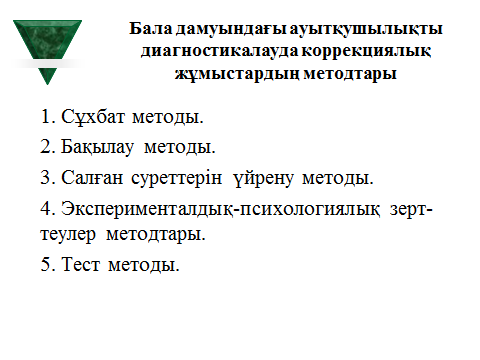 Бала дамуындағы ауытқушылықты
диагностикалауда коррекциялық
жұмыстардың методтары
1. Сұхбат методы.
2. Бақылау методы.
3. Салған суреттерін үйрену методы.
4. Эксперименталдық-психологиялық зерт-
теулер методтары.
5. Тест методы.